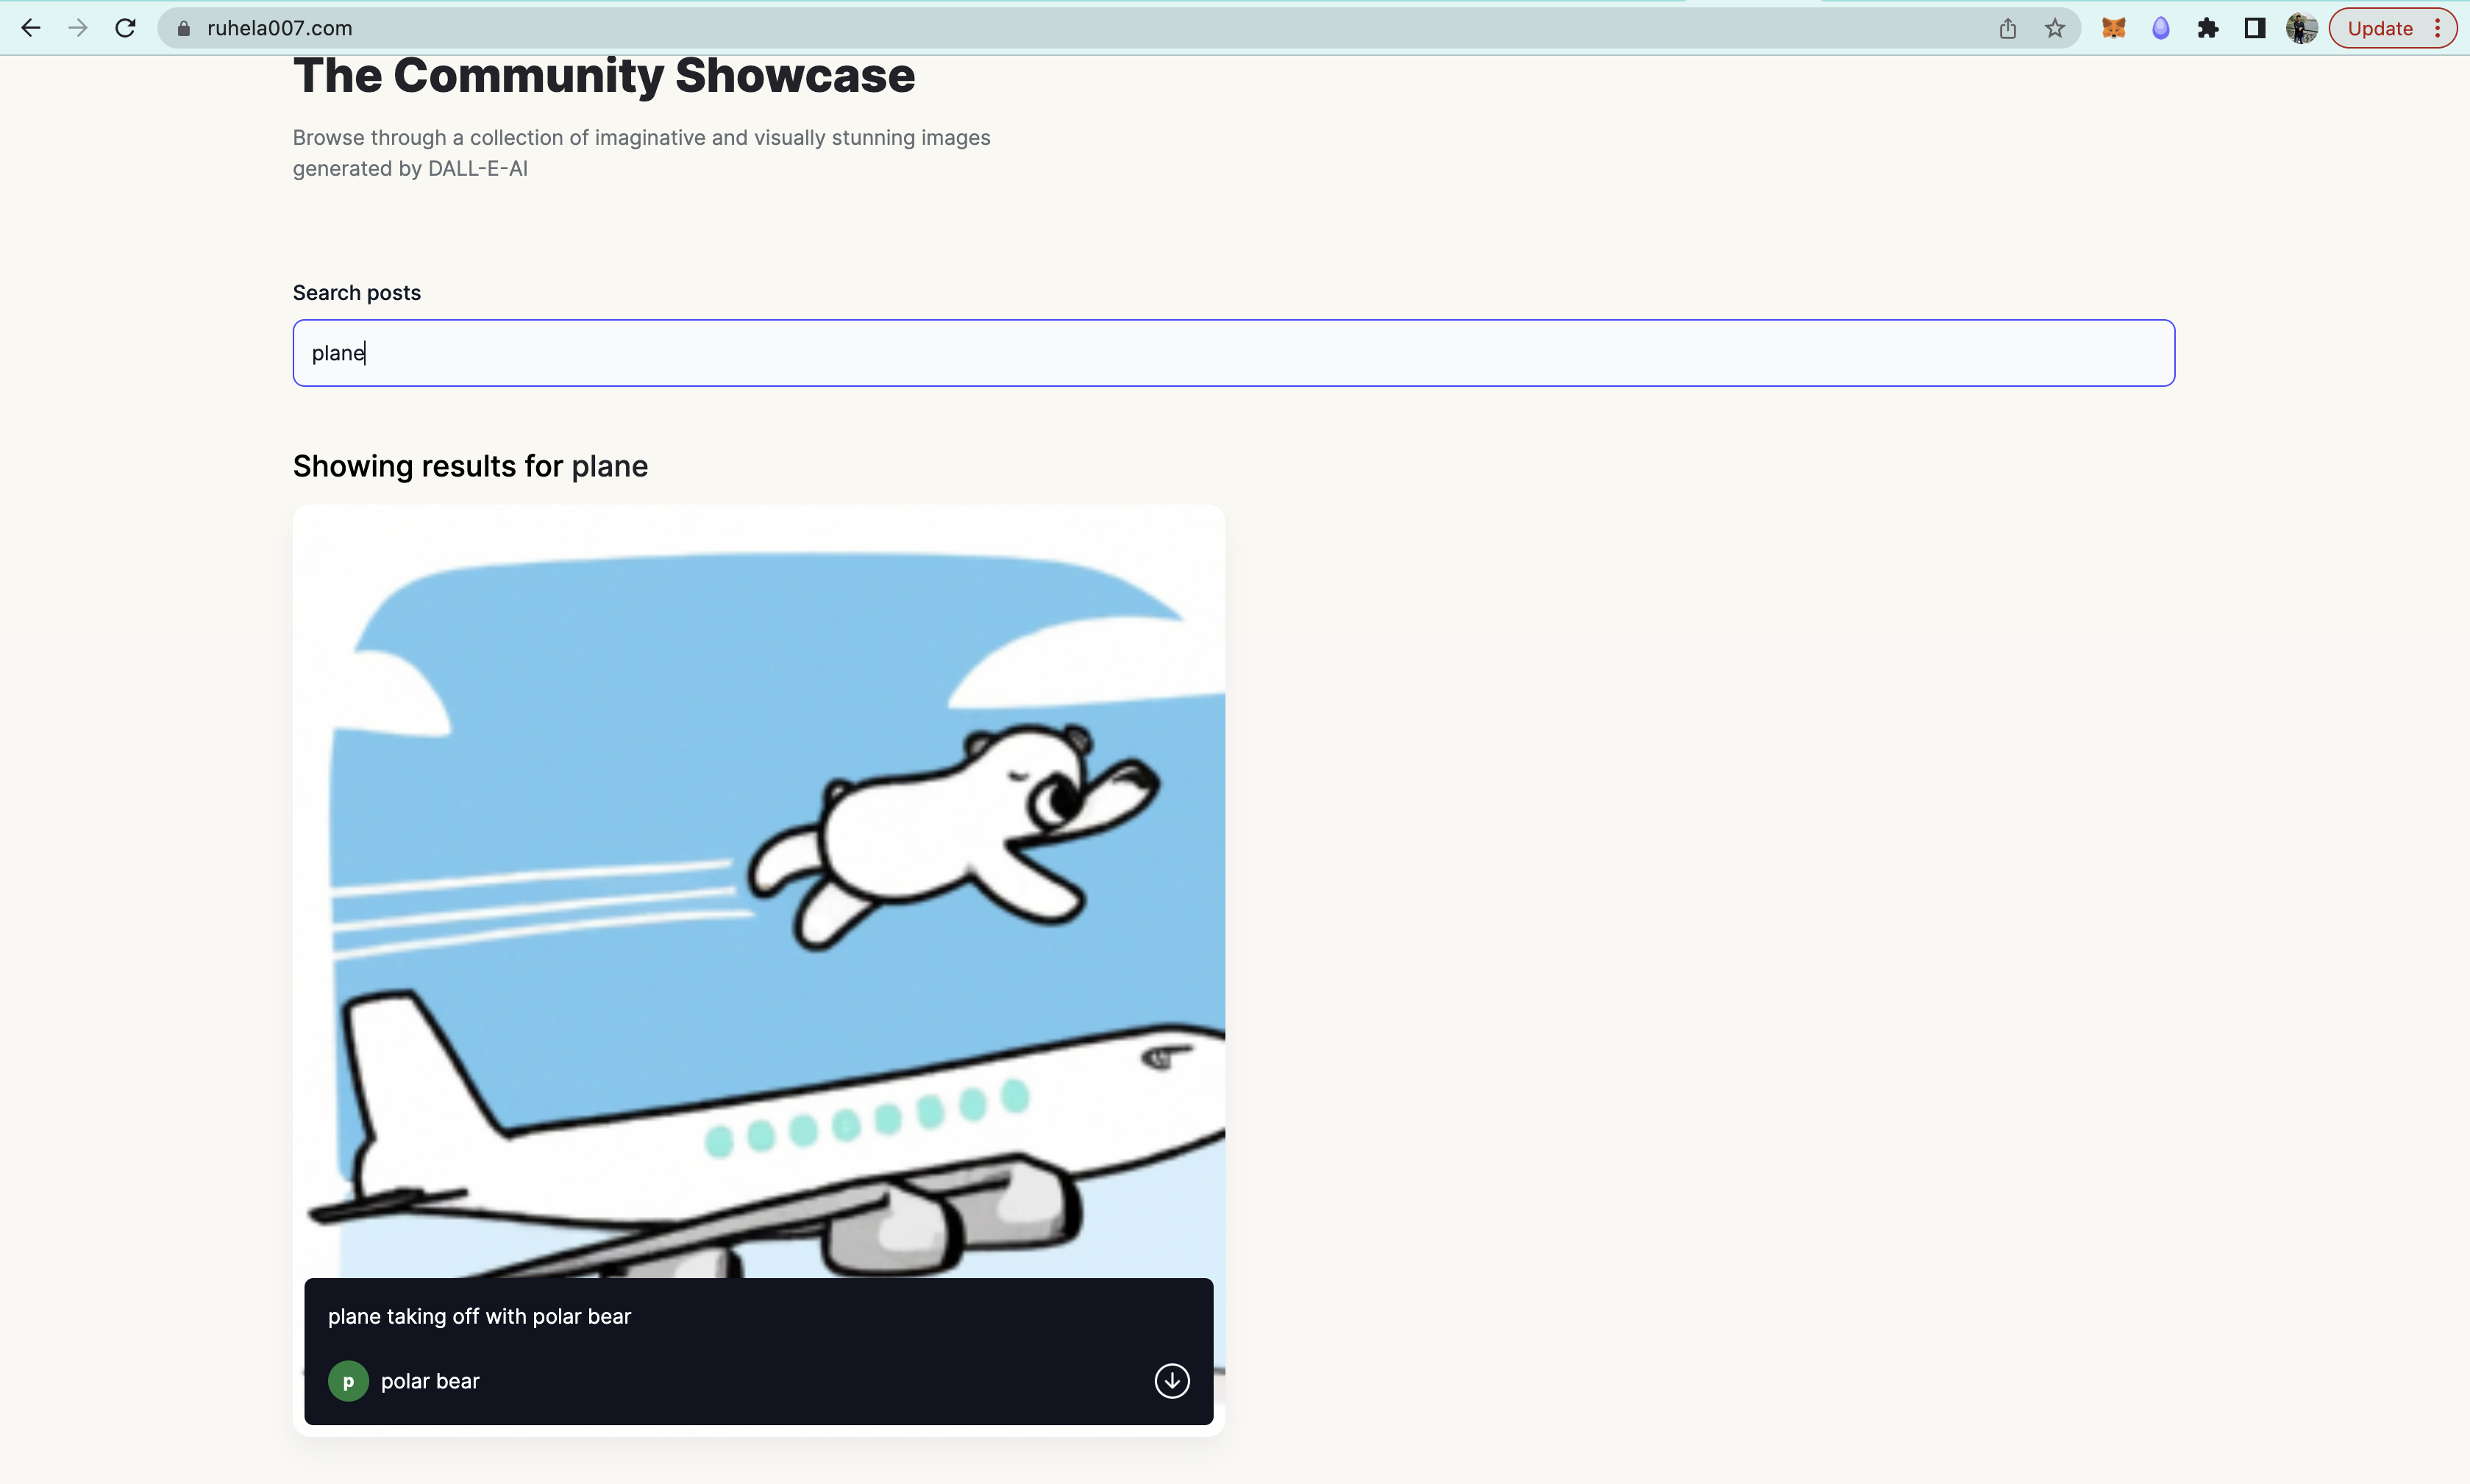 ruhela007.com
Update
The Community Showcase
Browse through a collection of imaginative and visually stunning images
generated by DALL-E-AI
Search posts
plane
Showing results for plane
plane taking off with polar bear
p
polar bear